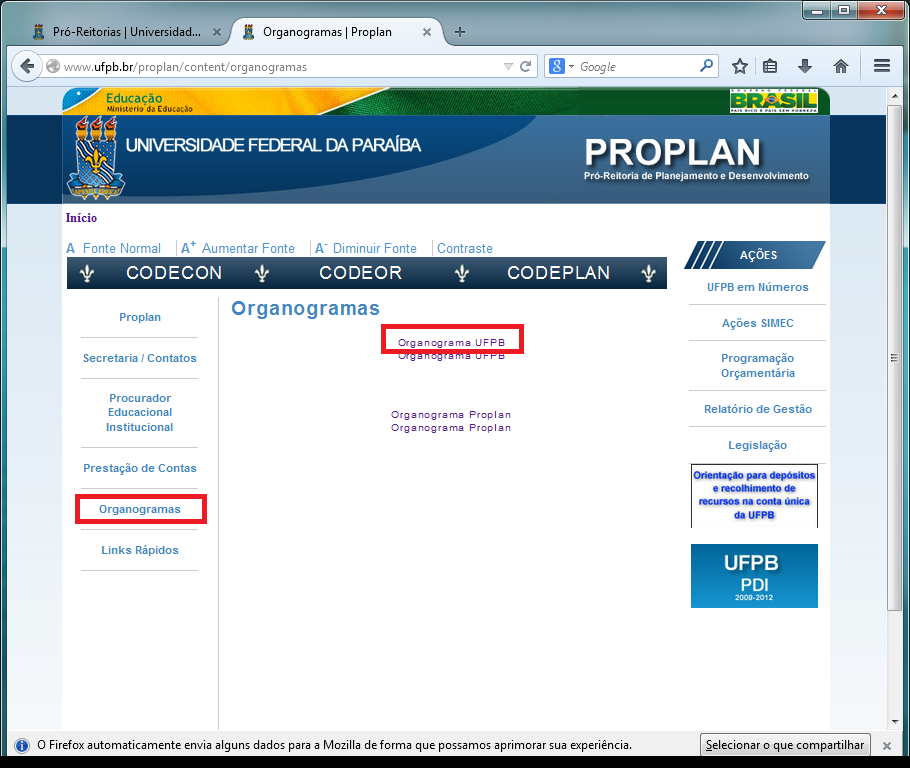 Pró-Reitorias | Universidad...
Organogramas | Proplan
www.ufpb.br/proplan/content/organogramas
Google
Educação
Ministério da Educação
GOVERNO FEDERAL
BRASIL
PAÍS RICO É PAÍS SEM POBREZA
UNIVERSIDADE FEDERAL DA PARAÍBA
PROPLAN
Pró-Reitoria de Planejamento e Desenvolvimento
Início
A Fonte Normal
A+ Aumentar Fonte
A- Diminuir Fonte
Contraste
CODECON
CODEOR
CODEPLAN
Proplan
Secretaria / Contatos
Procurador
Educacional
Institucional
Prestação de Contas
Organogramas
Links Rápidos
Organogramas
Organograma UFPB
Organograma UFPB
Organograma Proplan
Organograma Proplan
AÇÕES
UFPB em Números
Ações SIMEC
Programação
Orçamentária
Relatório de Gestão
Legislação
Orientação para depósitos
e recolhimento de
recursos na conta única
da UFPB
UFPB
PDI
2009-2012
O Firefox automaticamente envia alguns dados para a Mozilla de forma que possamos aprimorar sua experiência.
Selecionar o que compartilhar